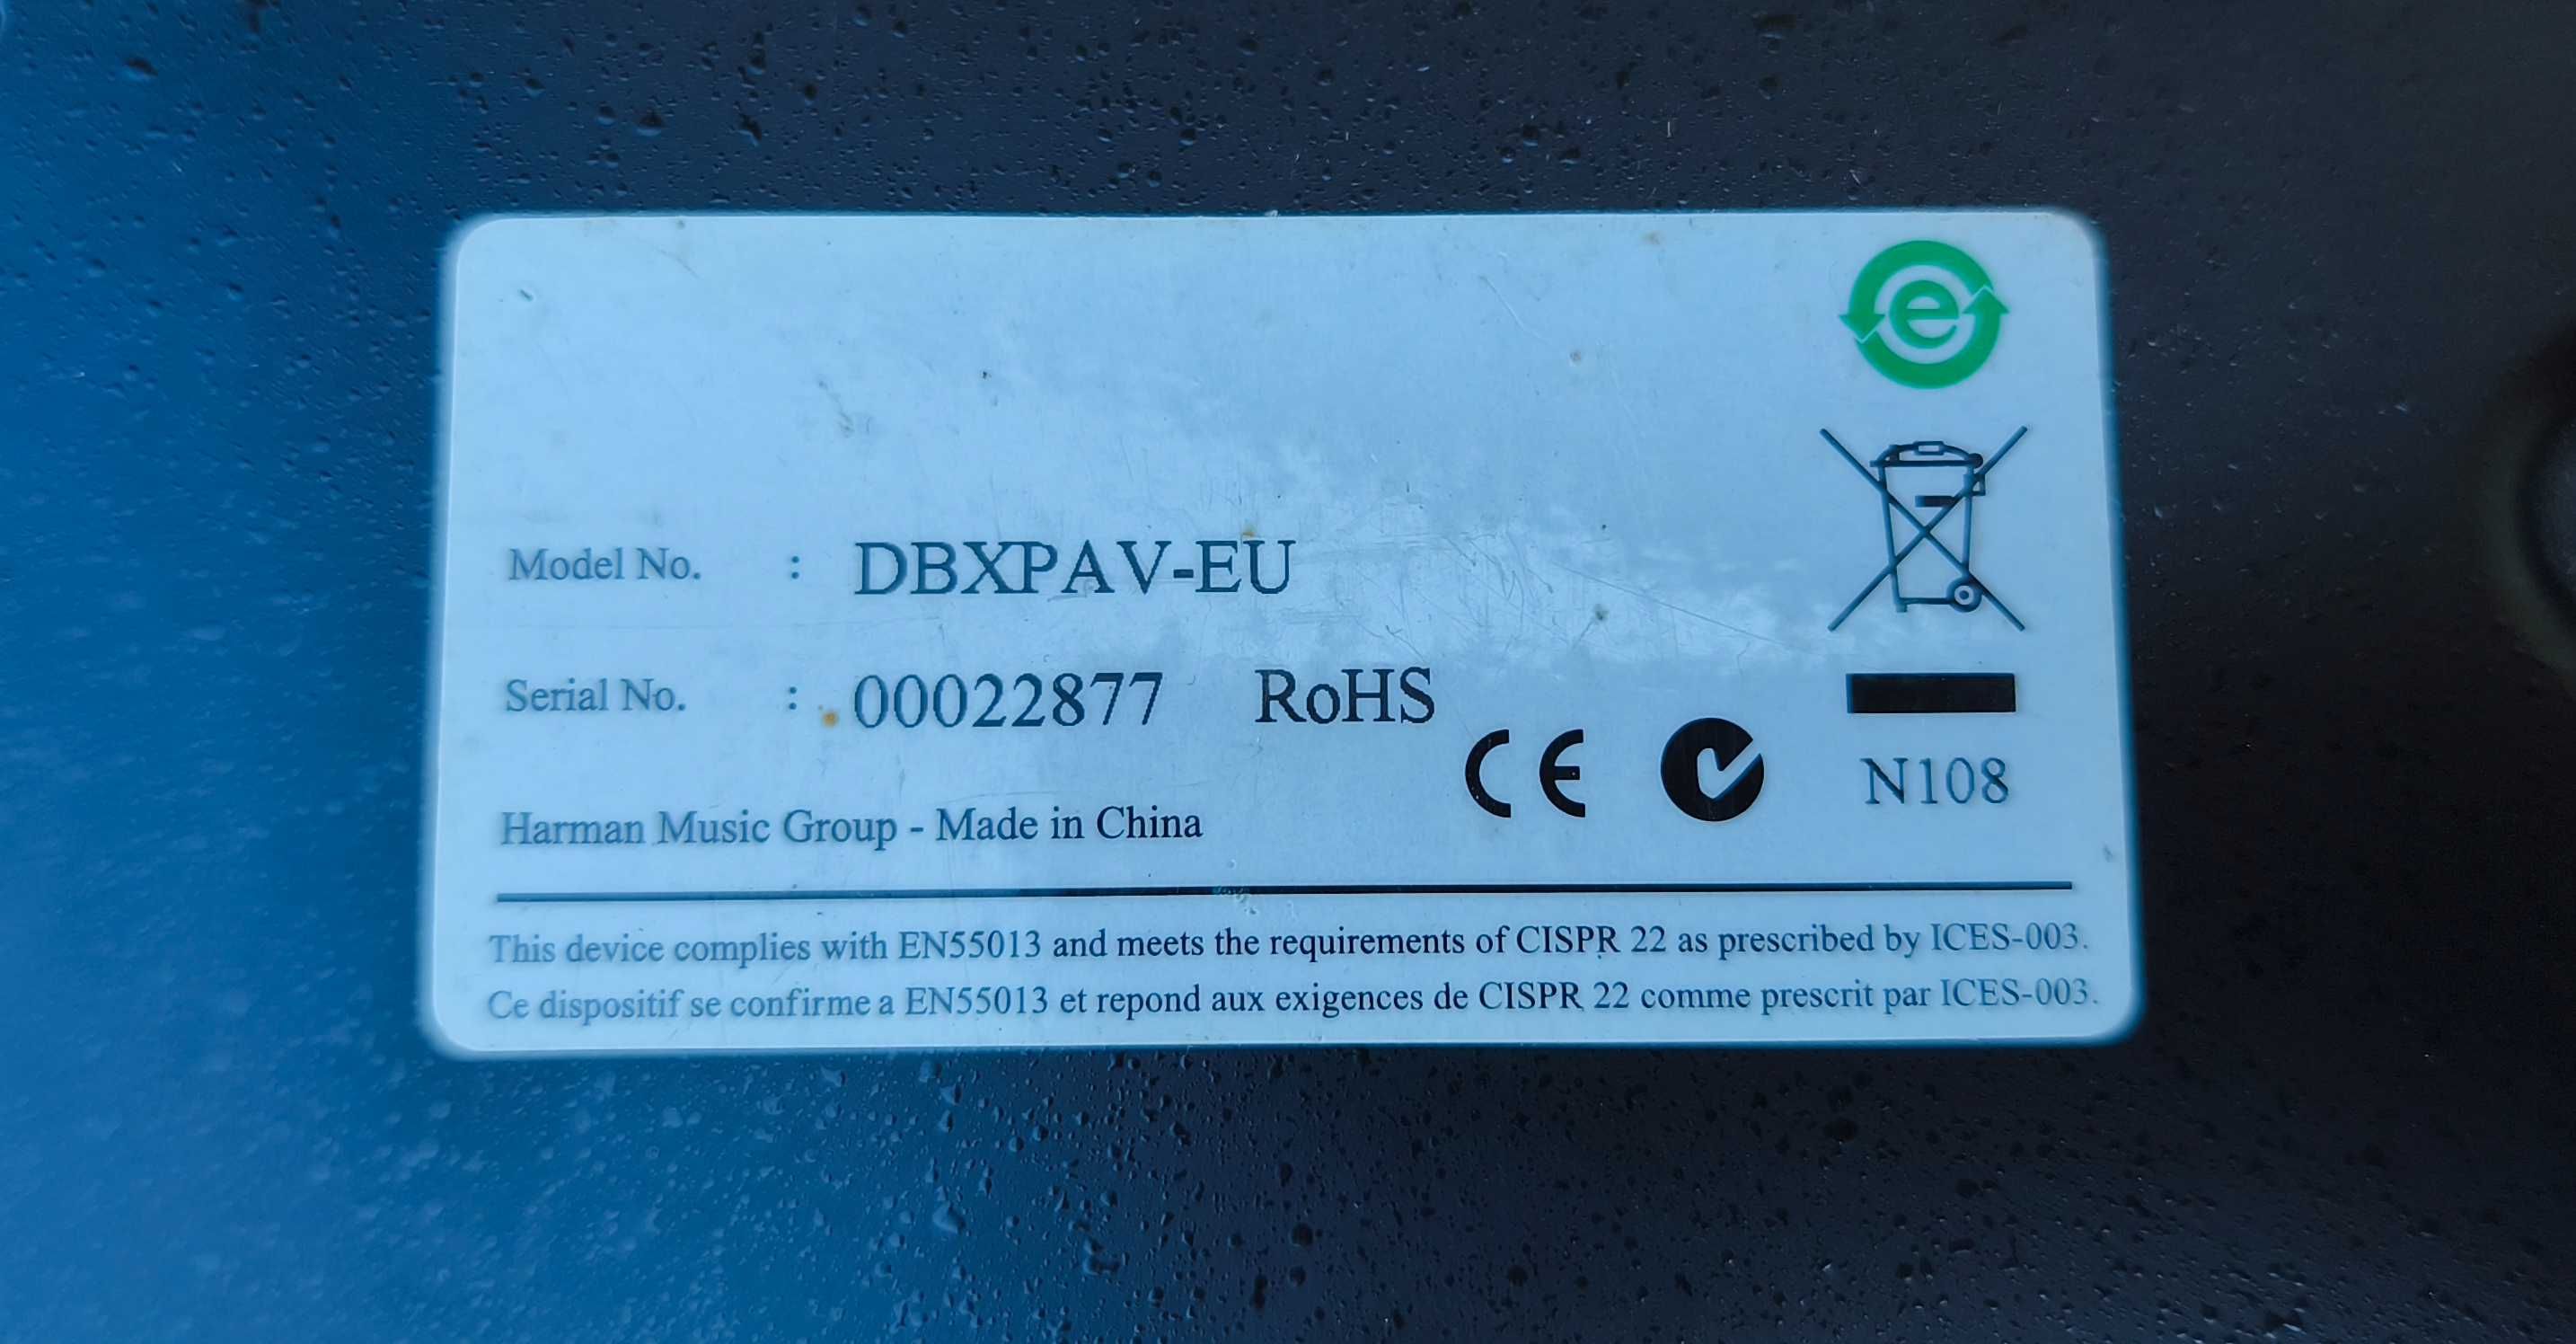 e
Model No. : DBXPAV-EU
Serial No. : 00022877 RoHS
CE
N108
Harman Music Group - Made in China
This device complies with EN55013 and meets the requirements of CISPR 22 as prescribed by ICES-003.
Ce dispositif se confirme a EN55013 et repond aux exigences de CISPR 22 comme prescrit par ICES-003.